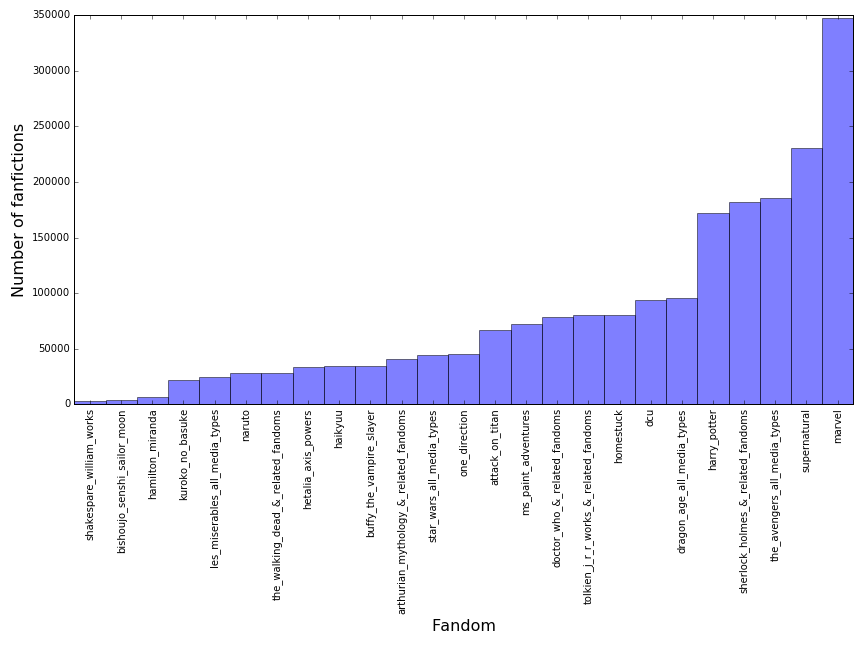 350000
300000
250000
200000
150000
100000
50000
0
Number of fanfictions
shakespare_william_works
bishoujo_senshi_sailor_moon
hamilton_miranda
kuroko_no_basuke
les_miserables_all_media_types
naruto
the_walking_dead_&_related_fandoms
hetalia_axis_powers
haikyuu
buffy_the_vampire_slayer
arthurian_mythology_&_related_fandoms
star_wars_all_media_types
one_direction
attack_on_titan
ms_paint_adventures
doctor_who_&_related_fandoms
tolkien_j_r_r_works_&_related_fandoms
homestuck
dcu
dragon_age_all_media_types
harry_potter
sherlock_holmes_&_related_fandoms
the_avengers_all_media_types
supernatural
marvel
Fandom